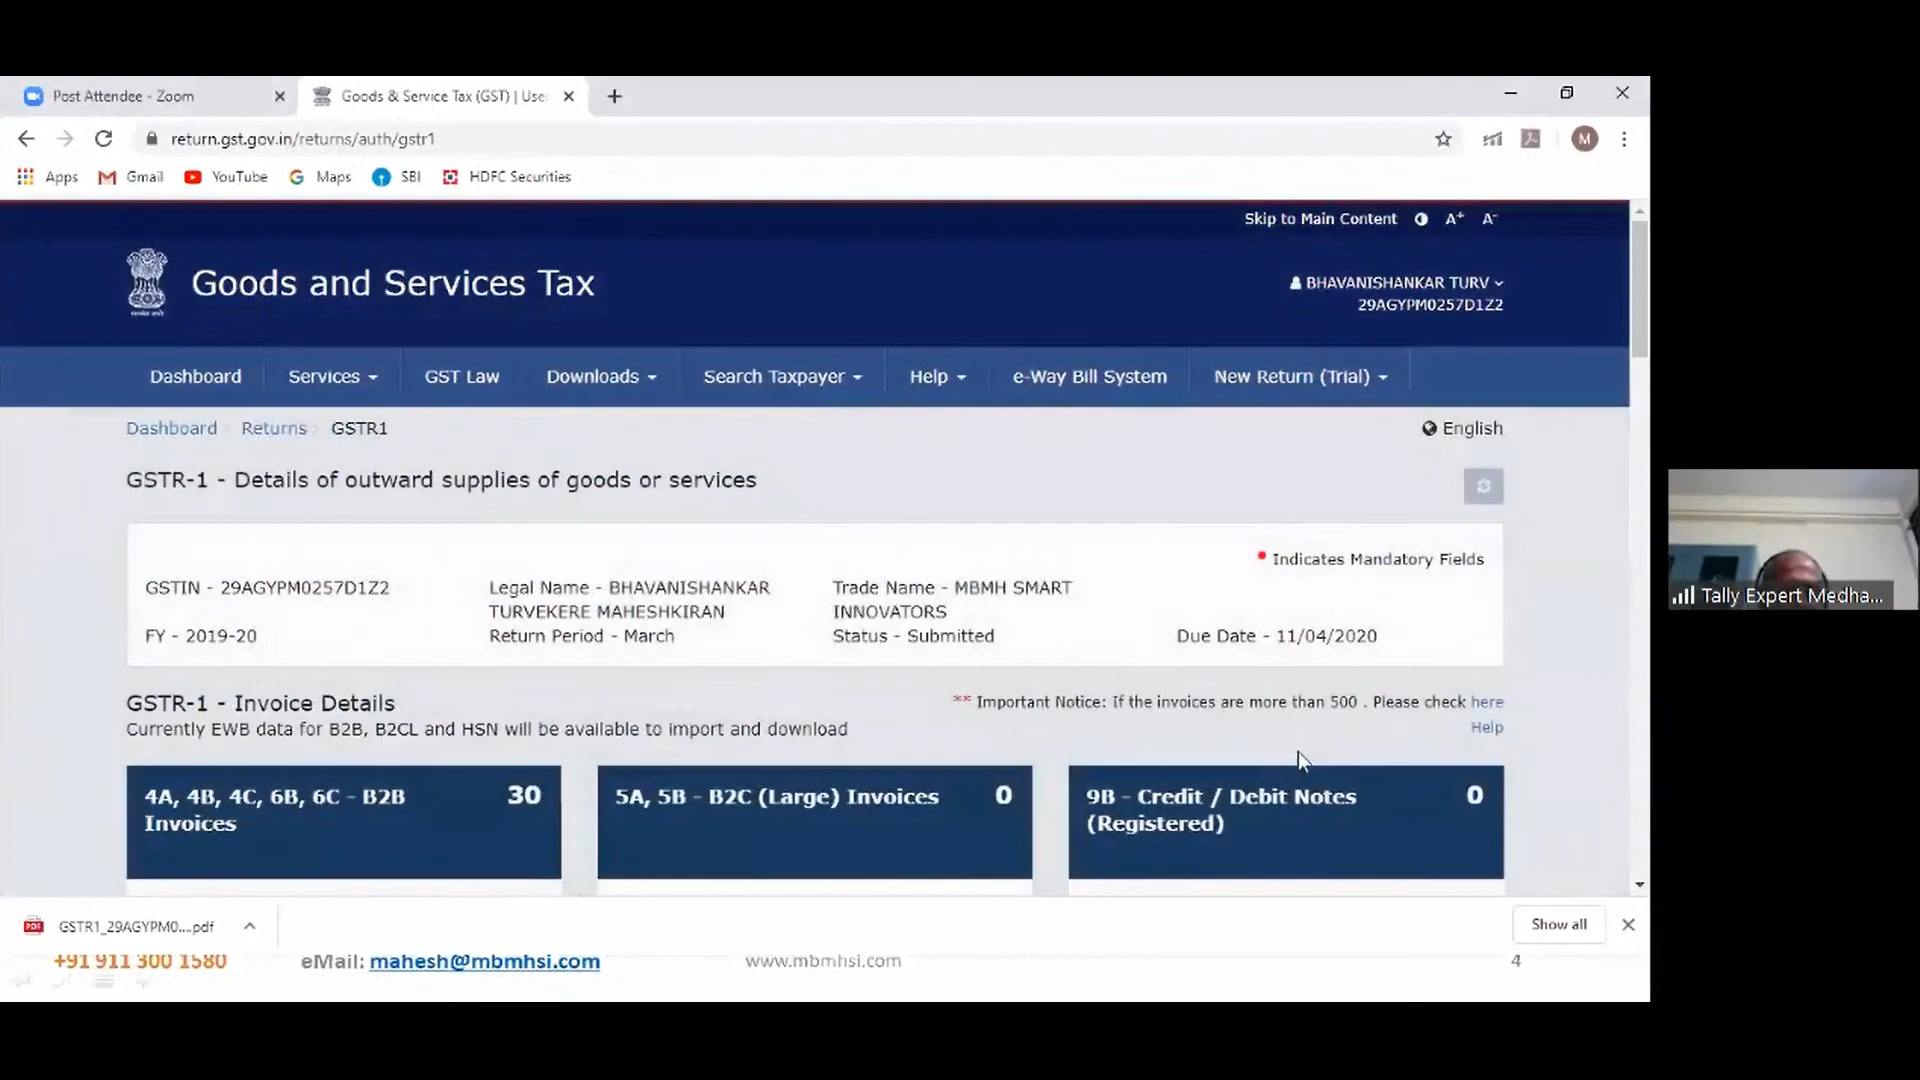 Post Attendee - Zoom
Goods & Service Tax (GST) | Use
return.gst.gov.in/returns/auth/gstr1
M
Apps Gmail YouTube Maps SBI HDFC Securities
Skip to Main Content A+ A-
Goods and Services Tax
BHAVANISHANKAR TURV
29AGYPM0257D1Z2
Dashboard Services GST Law Downloads Search Taxpayer Help e-Way Bill System New Return (Trial)
Dashboard Returns GSTR1
English
GSTR-1 - Details of outward supplies of goods or services
• Indicates Mandatory Fields
GSTIN - 29AGYPM0257D1Z2
Legal Name - BHAVANISHANKAR
TURVEKERE MAHESHKIRAN
Trade Name - MBMH SMART
INNOVATORS
FY - 2019-20
Return Period - March
Status - Submitted
Due Date - 11/04/2020
GSTR-1 - Invoice Details
** Important Notice: If the invoices are more than 500 . Please check here
Currently EWB data for B2B, B2CL and HSN will be available to import and download
Help
4A, 4B, 4C, 6B, 6C - B2B
Invoices
30
5A, 5B - B2C (Large) Invoices
0
9B - Credit / Debit Notes
(Registered)
0
Tally Expert Medha...
GSTR1_29AGYPM0....pdf
Show all
+91 911 300 1580
eMail: mahesh@mbmhsi.com
www.mbmhsi.com
4